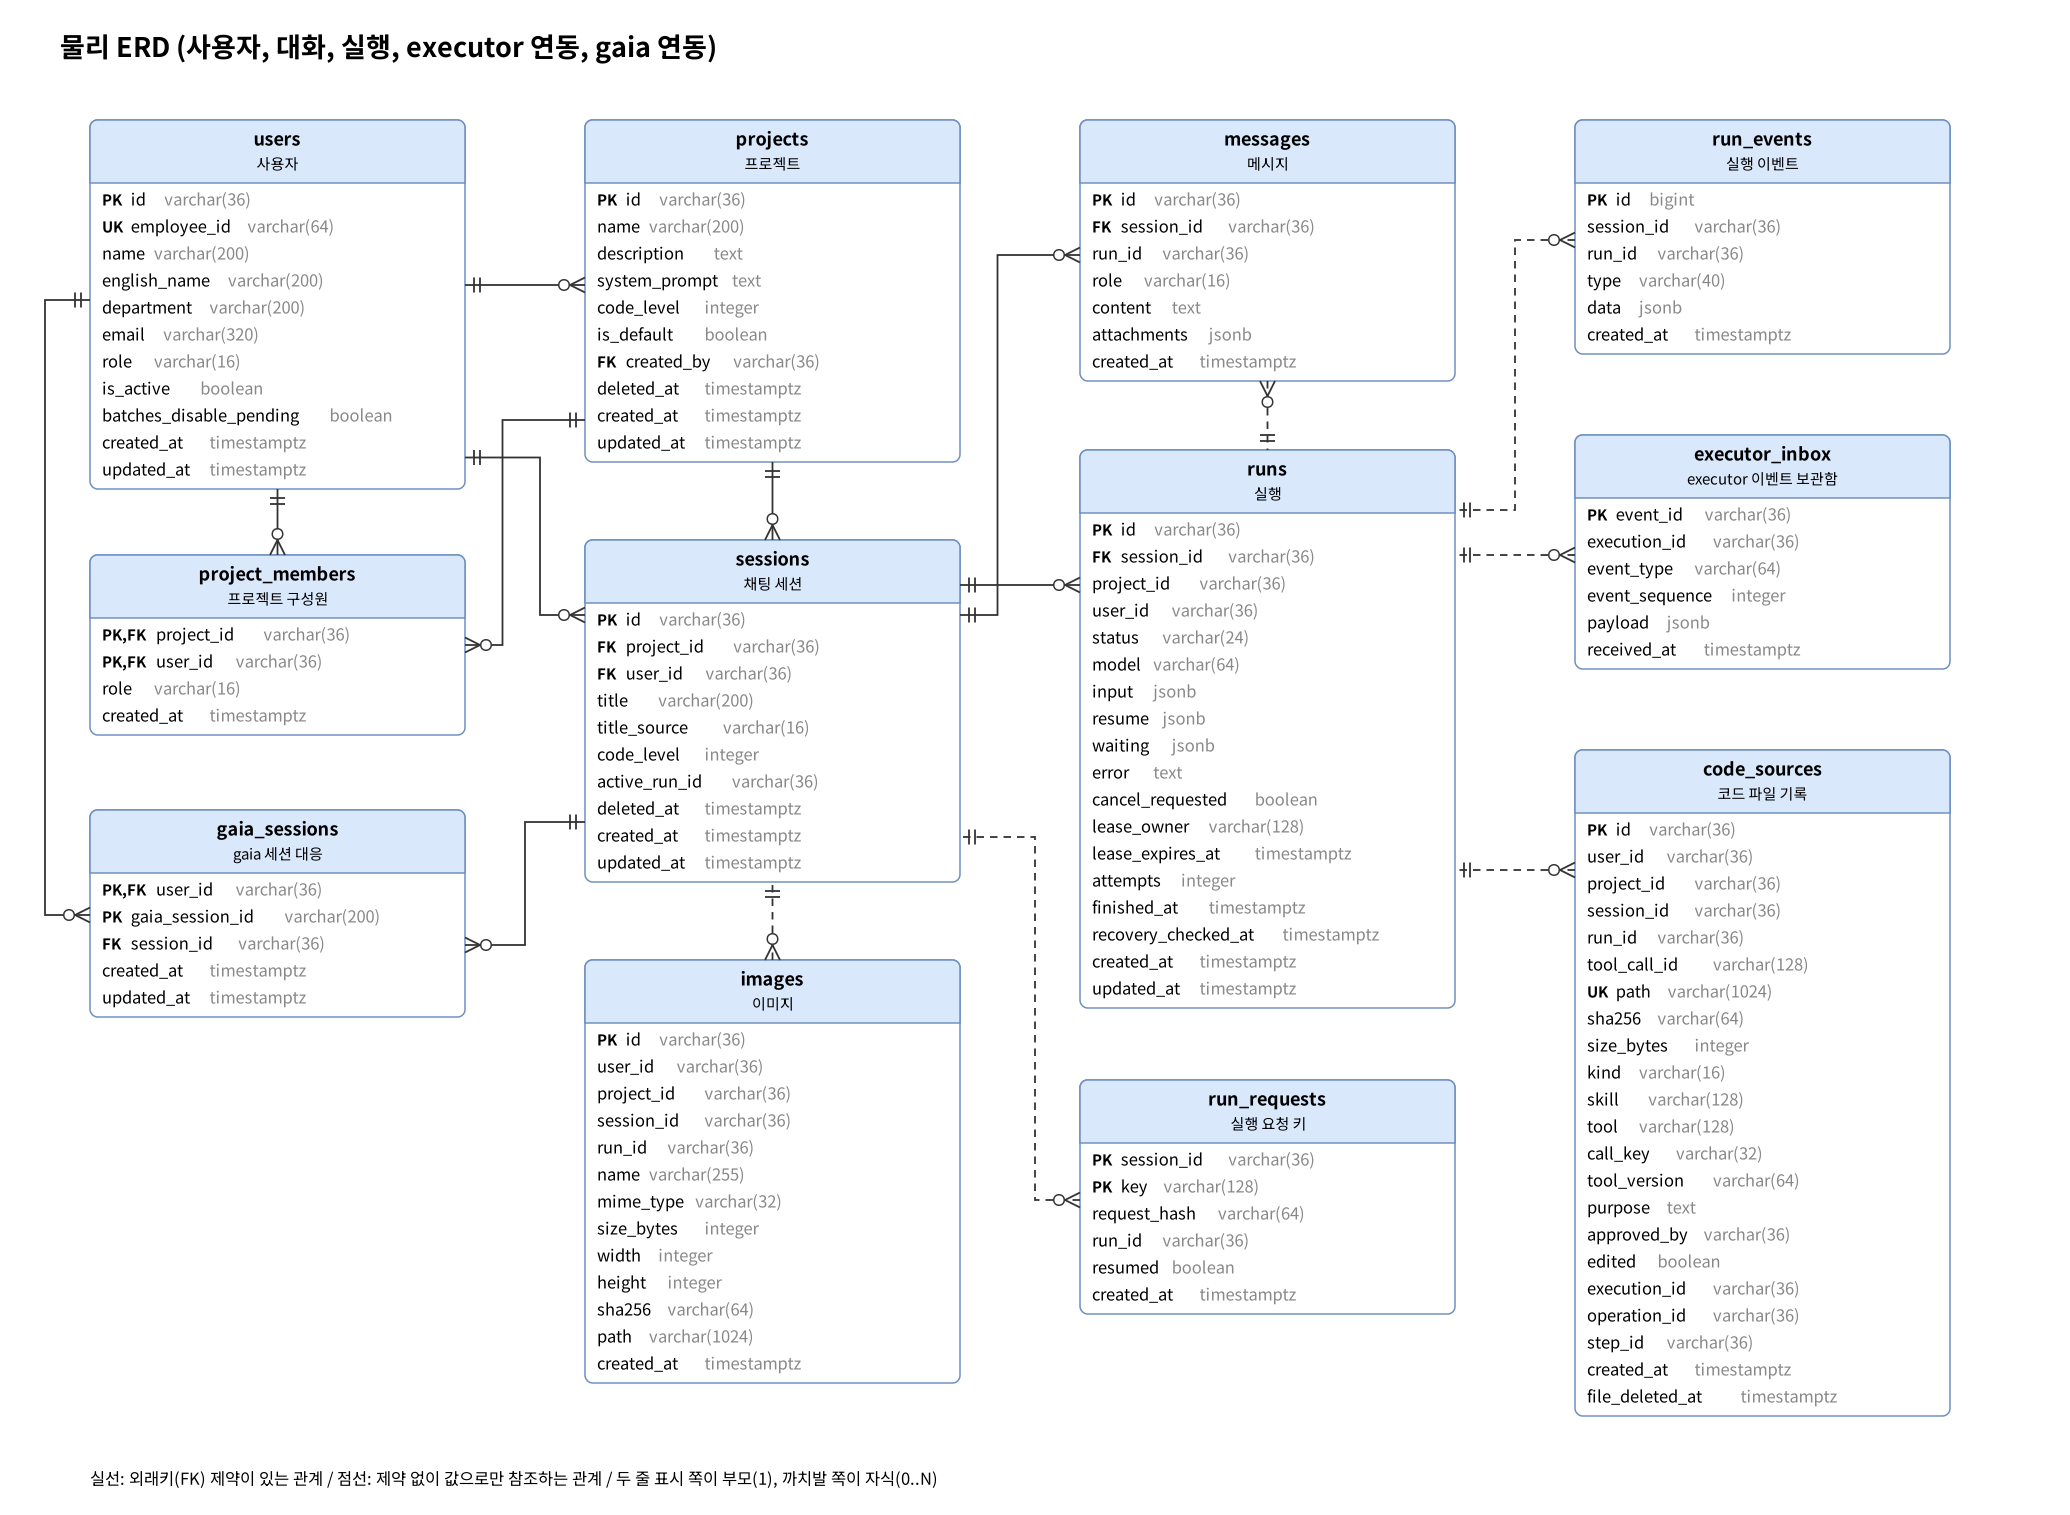 물리 ERD (사용자, 대화, 실행, executor 연동, gaia 연동)
users
사용자
PK id varchar(36)
UK employee_id varchar(64)
name varchar(200)
english_name varchar(200)
department varchar(200)
email varchar(320)
role varchar(16)
is_active boolean
batches_disable_pending boolean
created_at timestamptz
updated_at timestamptz
project_members
프로젝트 구성원
PK,FK project_id varchar(36)
PK,FK user_id varchar(36)
role varchar(16)
created_at timestamptz
gaia_sessions
gaia 세션 대응
PK,FK user_id varchar(36)
PK gaia_session_id varchar(200)
FK session_id varchar(36)
created_at timestamptz
updated_at timestamptz
projects
프로젝트
PK id varchar(36)
name varchar(200)
description text
system_prompt text
code_level integer
is_default boolean
FK created_by varchar(36)
deleted_at timestamptz
created_at timestamptz
updated_at timestamptz
sessions
채팅 세션
PK id varchar(36)
FK project_id varchar(36)
FK user_id varchar(36)
title varchar(200)
title_source varchar(16)
code_level integer
active_run_id varchar(36)
deleted_at timestamptz
created_at timestamptz
updated_at timestamptz
images
이미지
PK id varchar(36)
user_id varchar(36)
project_id varchar(36)
session_id varchar(36)
run_id varchar(36)
name varchar(255)
mime_type varchar(32)
size_bytes integer
width integer
height integer
sha256 varchar(64)
path varchar(1024)
created_at timestamptz
messages
메시지
PK id varchar(36)
FK session_id varchar(36)
run_id varchar(36)
role varchar(16)
content text
attachments jsonb
created_at timestamptz
runs
실행
PK id varchar(36)
FK session_id varchar(36)
project_id varchar(36)
user_id varchar(36)
status varchar(24)
model varchar(64)
input jsonb
resume jsonb
waiting jsonb
error text
cancel_requested boolean
lease_owner varchar(128)
lease_expires_at timestamptz
attempts integer
finished_at timestamptz
recovery_checked_at timestamptz
created_at timestamptz
updated_at timestamptz
run_requests
실행 요청 키
PK session_id varchar(36)
PK key varchar(128)
request_hash varchar(64)
run_id varchar(36)
resumed boolean
created_at timestamptz
run_events
실행 이벤트
PK id bigint
session_id varchar(36)
run_id varchar(36)
type varchar(40)
data jsonb
created_at timestamptz
executor_inbox
executor 이벤트 보관함
PK event_id varchar(36)
execution_id varchar(36)
event_type varchar(64)
event_sequence integer
payload jsonb
received_at timestamptz
code_sources
코드 파일 기록
PK id varchar(36)
user_id varchar(36)
project_id varchar(36)
session_id varchar(36)
run_id varchar(36)
tool_call_id varchar(128)
UK path varchar(1024)
sha256 varchar(64)
size_bytes integer
kind varchar(16)
skill varchar(128)
tool varchar(128)
call_key varchar(32)
tool_version varchar(64)
purpose text
approved_by varchar(36)
edited boolean
execution_id varchar(36)
operation_id varchar(36)
step_id varchar(36)
created_at timestamptz
file_deleted_at timestamptz
실선: 외래키(FK) 제약이 있는 관계 / 점선: 제약 없이 값으로만 참조하는 관계 / 두 줄 표시 쪽이 부모(1), 까치발 쪽이 자식(0..N)